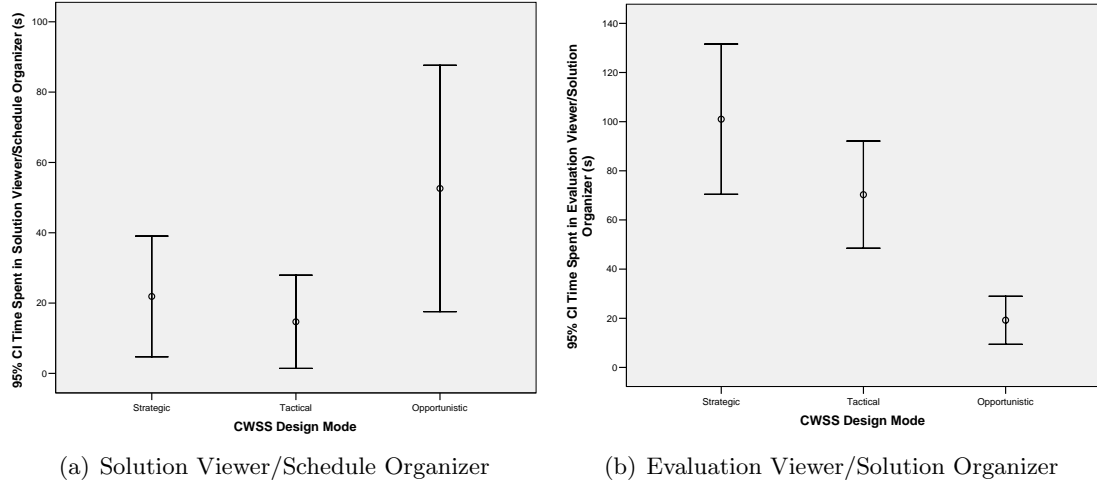 95% CI Time Spent in Solution Viewer/Schedule Organizer (s)
100
80
60
40
20
0
Strategic
Tactical
Opportunistic
CWSS Design Mode
(a) Solution Viewer/Schedule Organizer
95% CI Time Spent in Evaluation Viewer/Solution
Organizer (s)
140
120
100
80
60
40
20
0
Strategic
Tactical
Opportunistic
CWSS Design Mode
(b) Evaluation Viewer/Solution Organizer